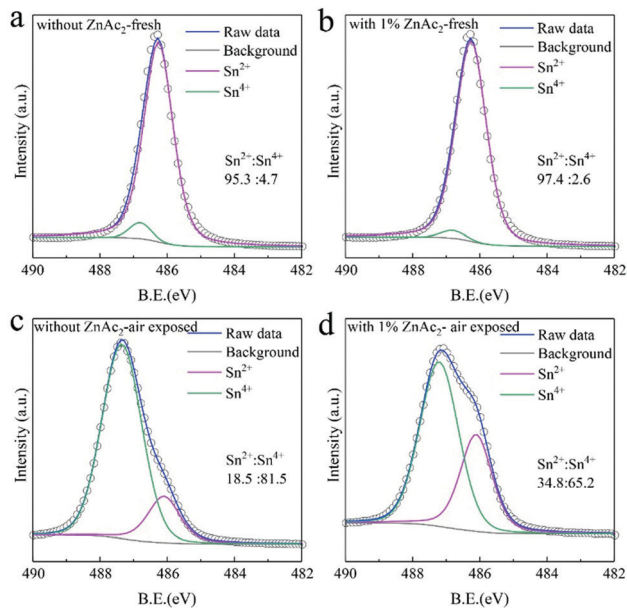 a
without ZnAc₂-fresh
Raw data
Background
Sn²⁺
Sn⁴⁺
Sn²⁺:Sn⁴⁺
95.3 :4.7
Intensity (a.u.)
490 488 486 484 482
B.E.(eV)
b
with 1% ZnAc₂-fresh
Raw data
Background
Sn²⁺
Sn⁴⁺
Sn²⁺:Sn⁴⁺
97.4 :2.6
Intensity (a.u.)
490 488 486 484 482
B.E.(eV)
c
without ZnAc₂-air exposed
Raw data
Background
Sn²⁺
Sn⁴⁺
Sn²⁺:Sn⁴⁺
18.5 :81.5
Intensity (a.u.)
490 488 486 484 482
B.E.(eV)
d
with 1% ZnAc₂- air exposed
Raw data
Background
Sn²⁺
Sn⁴⁺
Sn²⁺:Sn⁴⁺
34.8:65.2
Intensity (a.u.)
490 488 486 484 482
B.E.(eV)